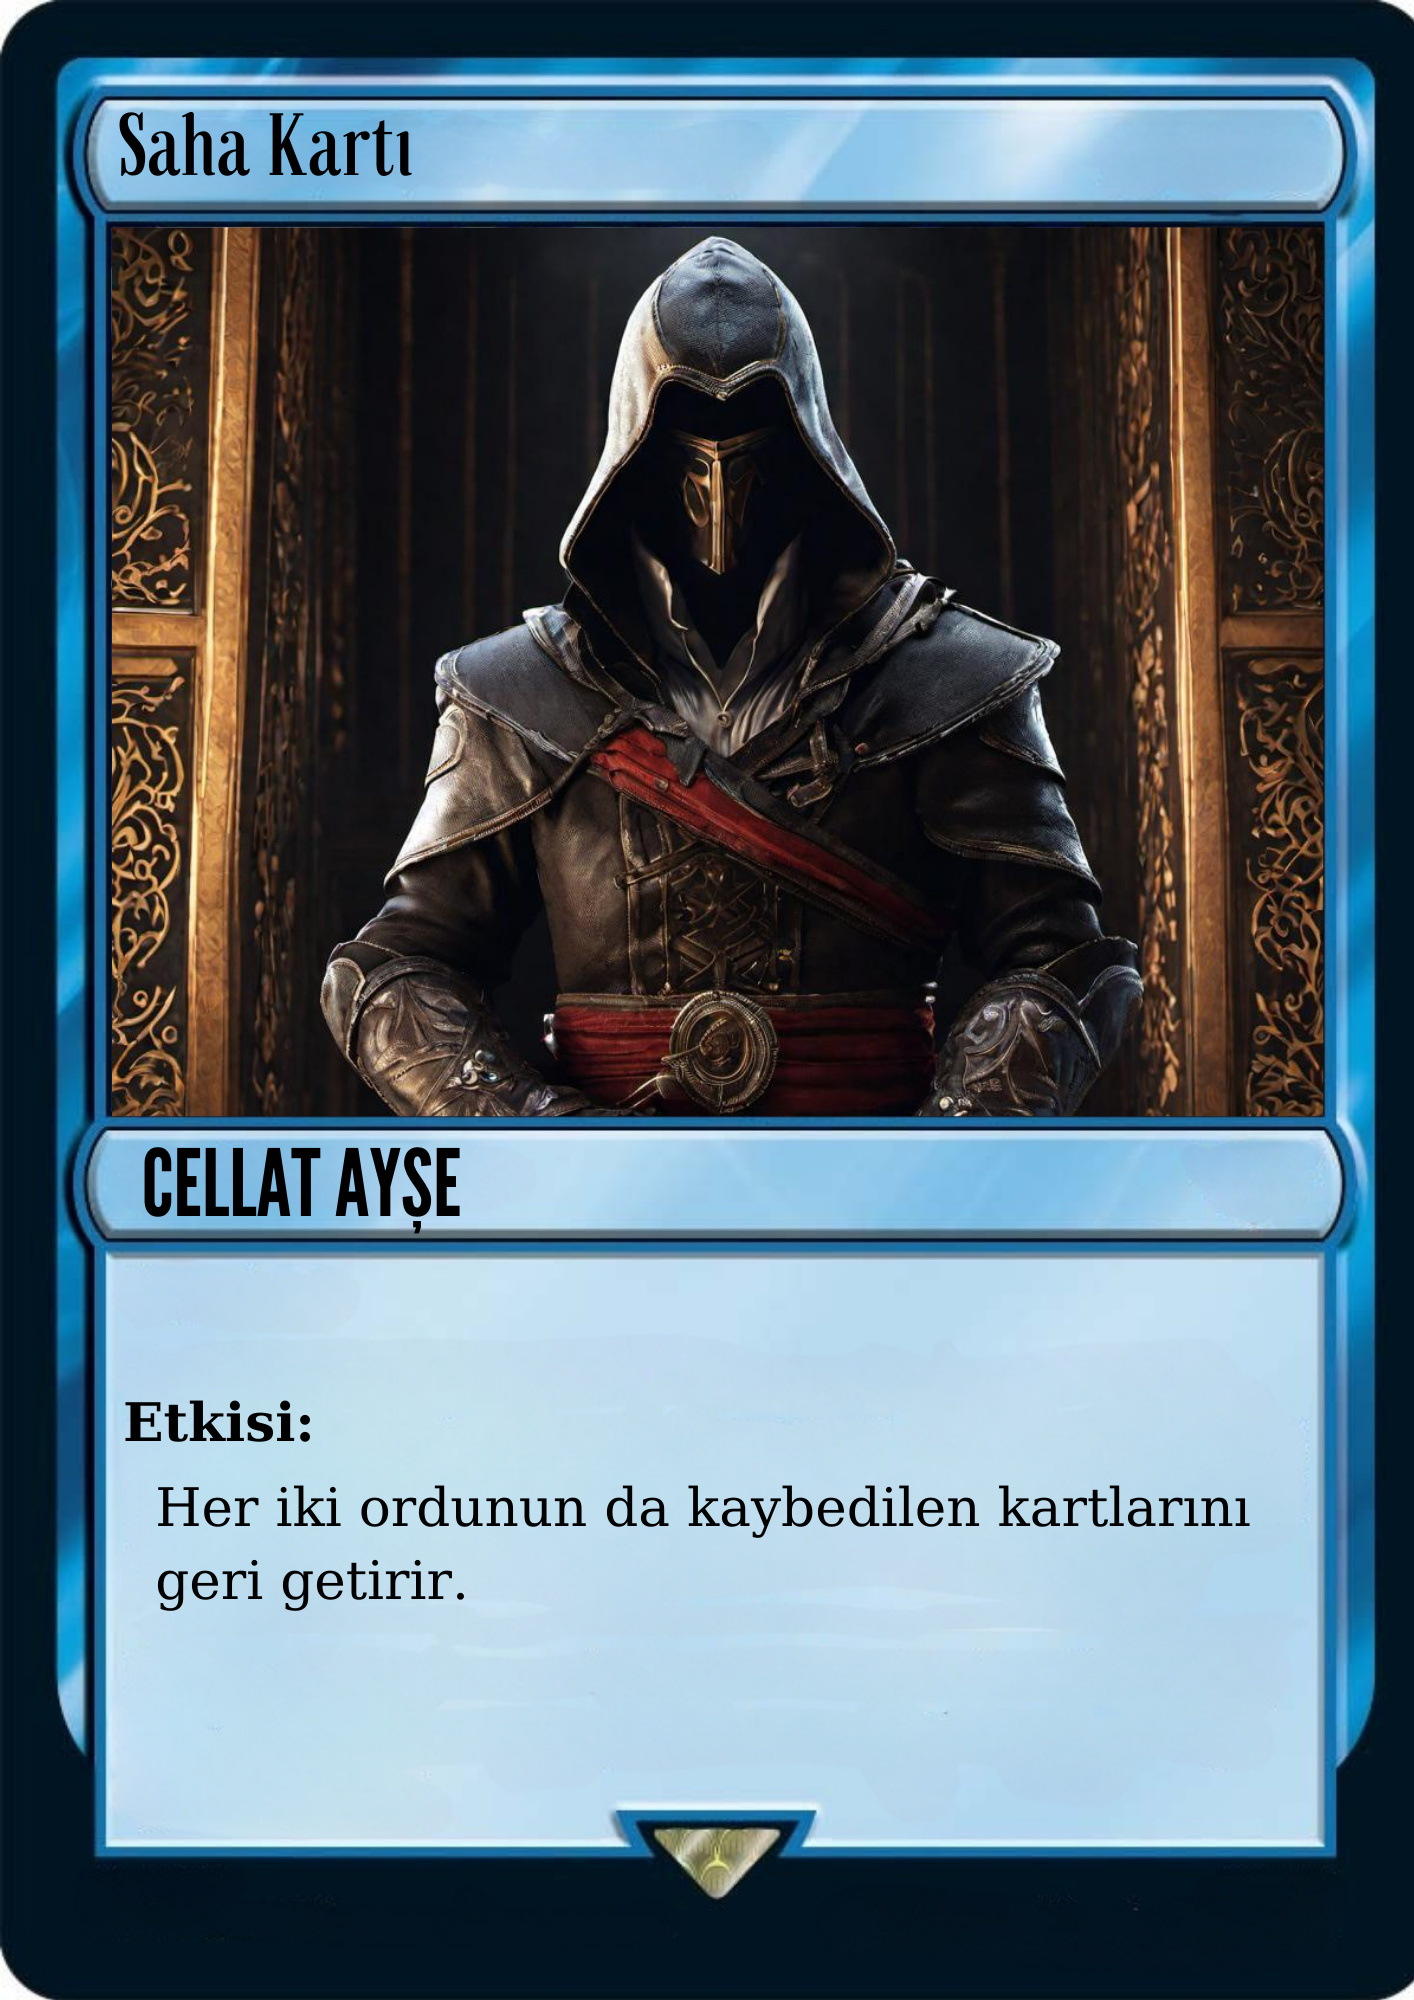 Saha Kartı
CELLAT AYŞE
Etkisi:
Her iki ordunun da kaybedilen kartlarını
geri getirir.